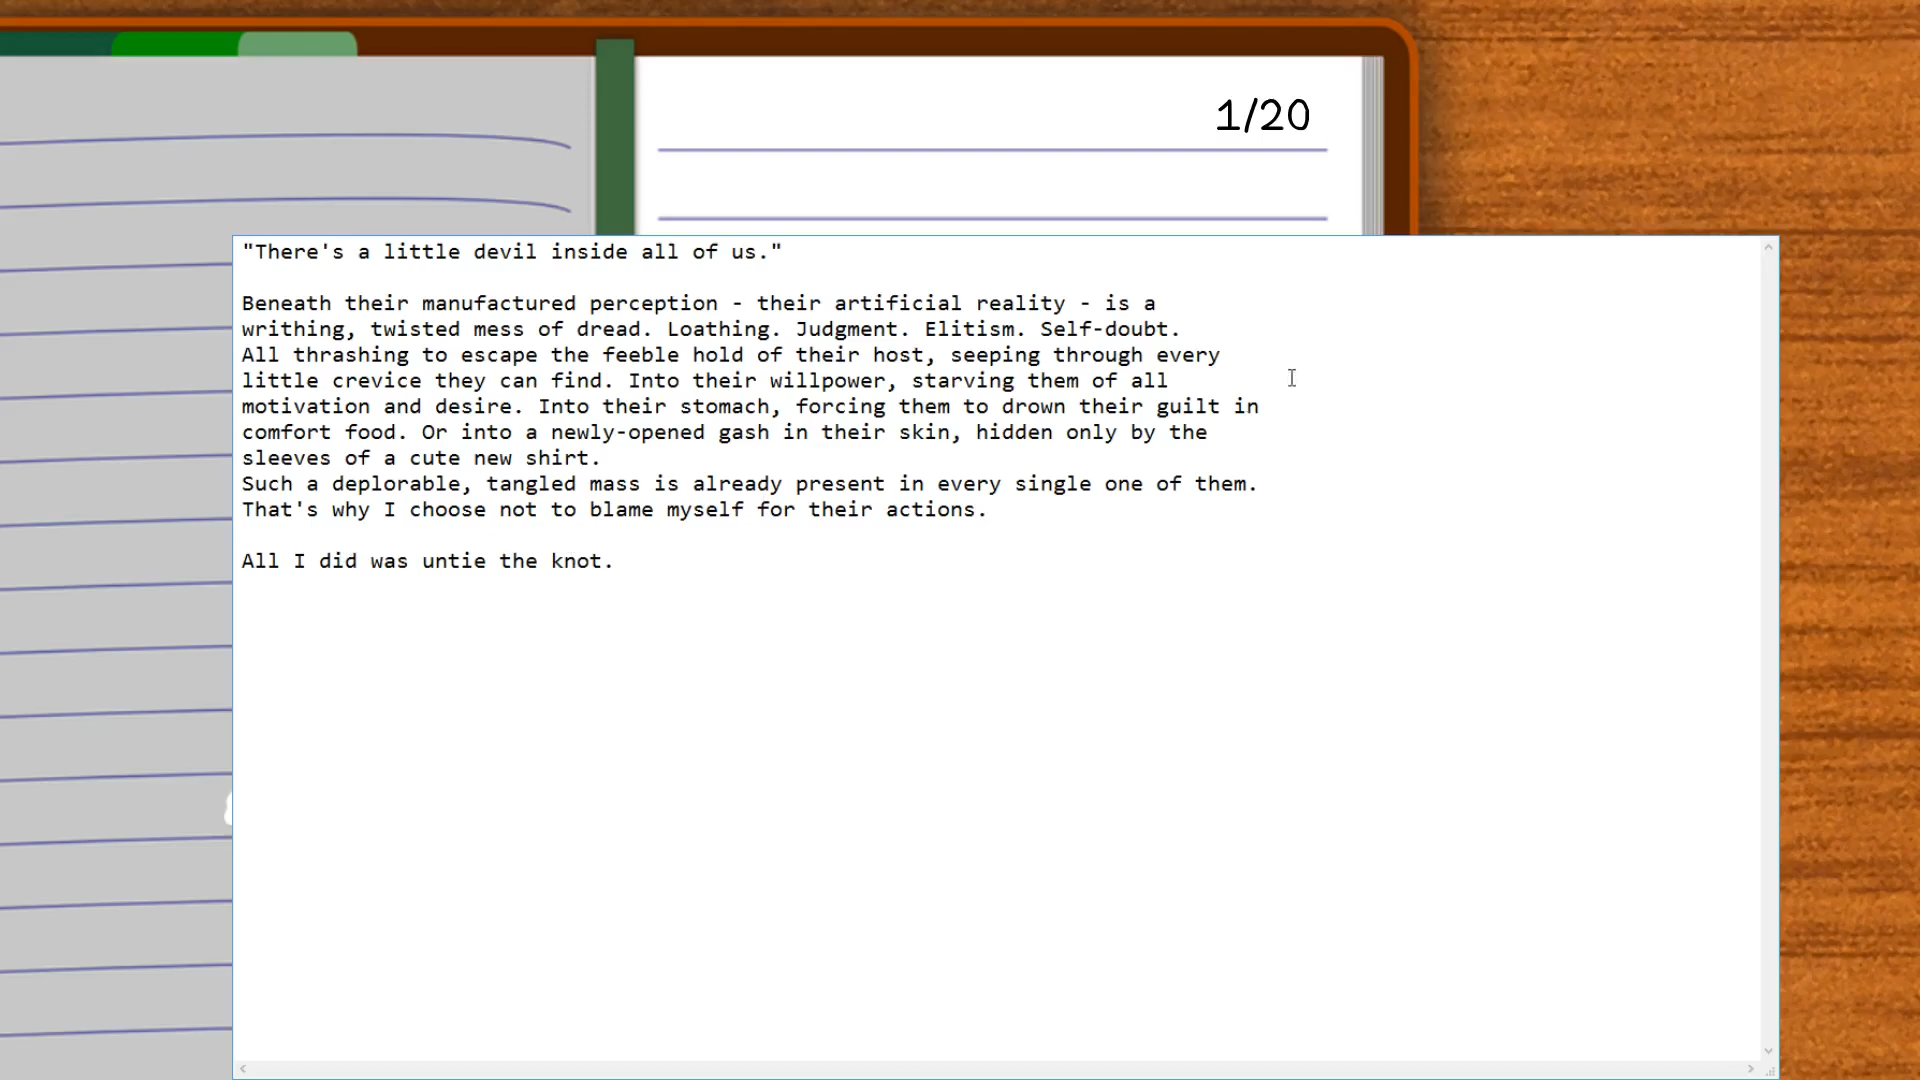 1/20
"There's a little devil inside all of us."
Beneath their manufactured perception - their artificial reality - is a
writhing, twisted mess of dread. Loathing. Judgment. Elitism. Self-doubt.
All thrashing to escape the feeble hold of their host, seeping through every
little crevice they can find. Into their willpower, starving them of all
motivation and desire. Into their stomach, forcing them to drown their guilt in
comfort food. Or into a newly-opened gash in their skin, hidden only by the
sleeves of a cute new shirt.
Such a deplorable, tangled mass is already present in every single one of them.
That's why I choose not to blame myself for their actions.
All I did was untie the knot.